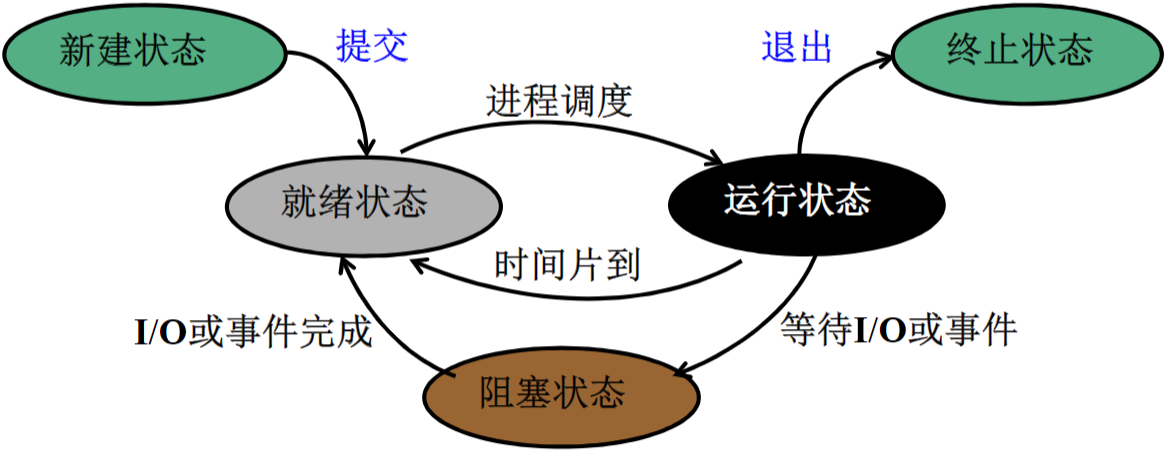 新建状态
提交
退出
终止状态
进程调度
就绪状态
运行状态
时间片到
I/O或事件完成
等待I/O或事件
阻塞状态